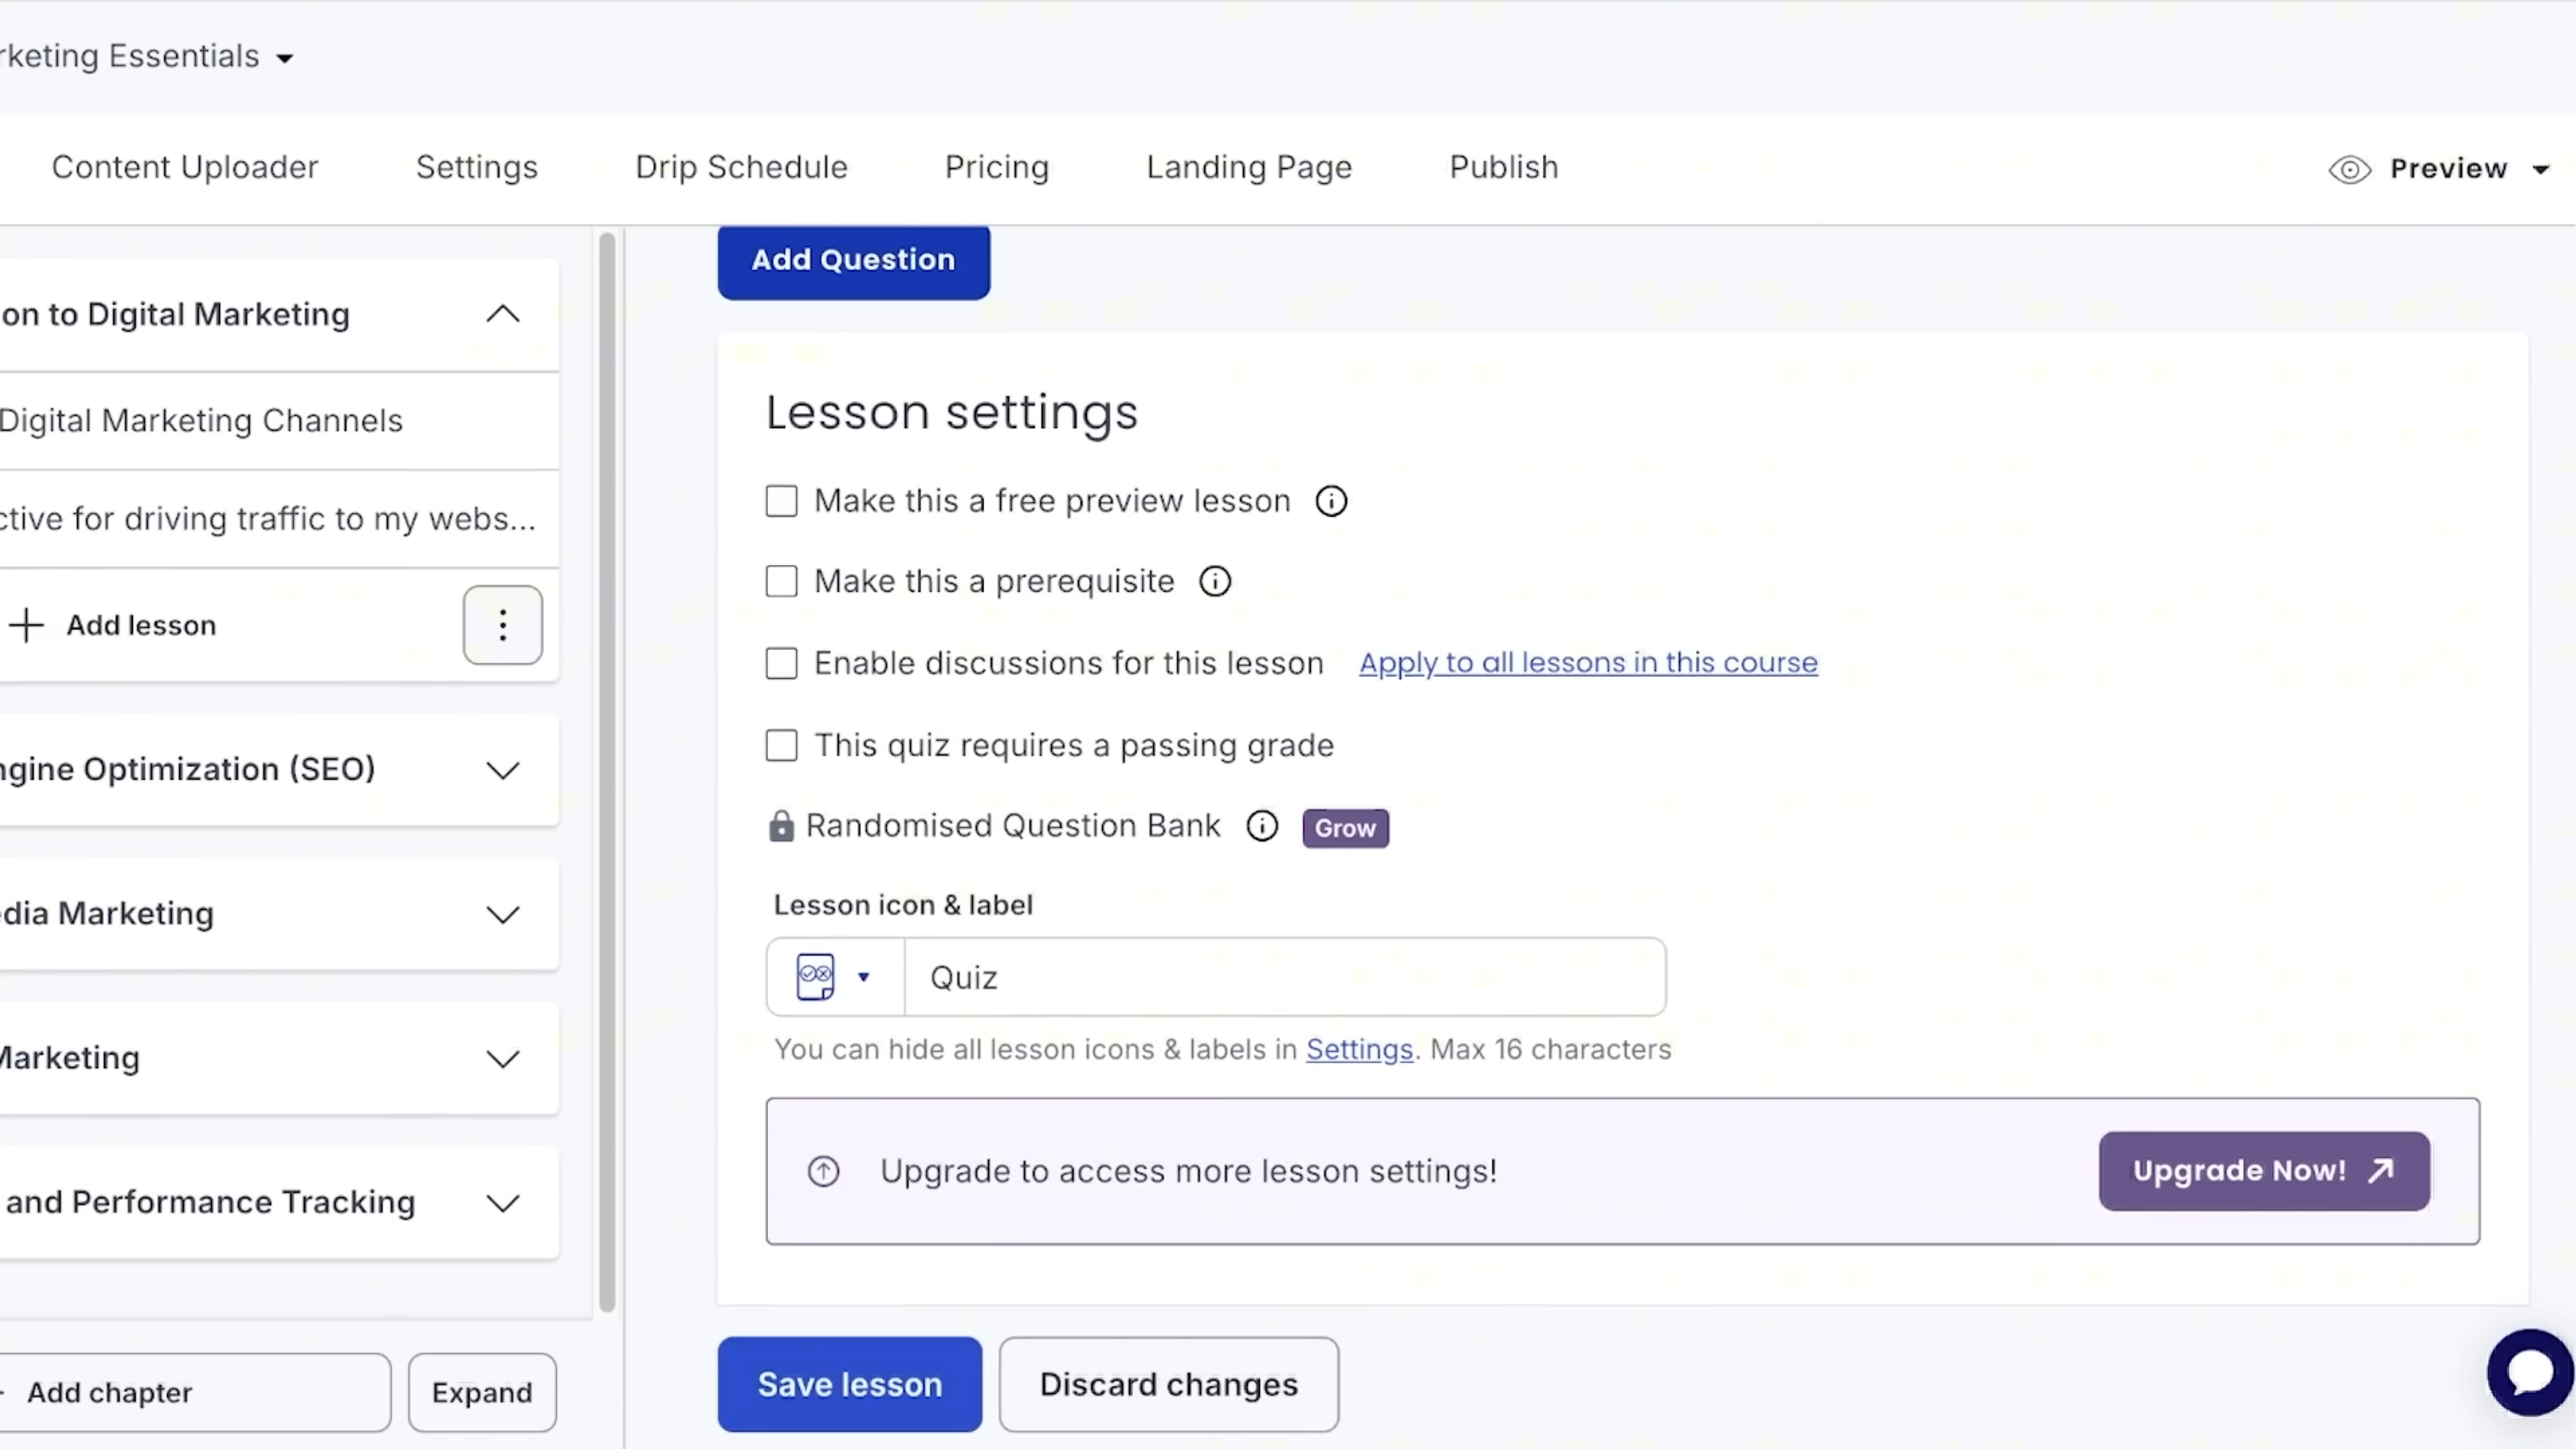 rketing Essentials
Content Uploader Settings Drip Schedule Pricing Landing Page Publish Preview
Add Question
on to Digital Marketing
Digital Marketing Channels
ctive for driving traffic to my webs...
Add lesson
ngine Optimization (SEO)
edia Marketing
Marketing
and Performance Tracking
Add chapter
Expand
Lesson settings
Make this a free preview lesson
Make this a prerequisite
Enable discussions for this lesson Apply to all lessons in this course
This quiz requires a passing grade
Randomised Question Bank Grow
Lesson icon & label
Quiz
You can hide all lesson icons & labels in Settings. Max 16 characters
Upgrade to access more lesson settings!
Upgrade Now!
Save lesson
Discard changes